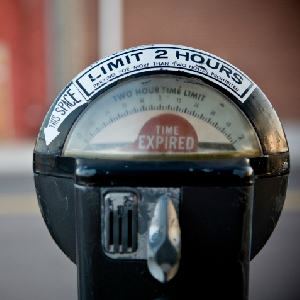 LIMIT 2 HOURS
THIS SPACE
TWO HOUR TIME LIMIT
TIME
EXPIRED